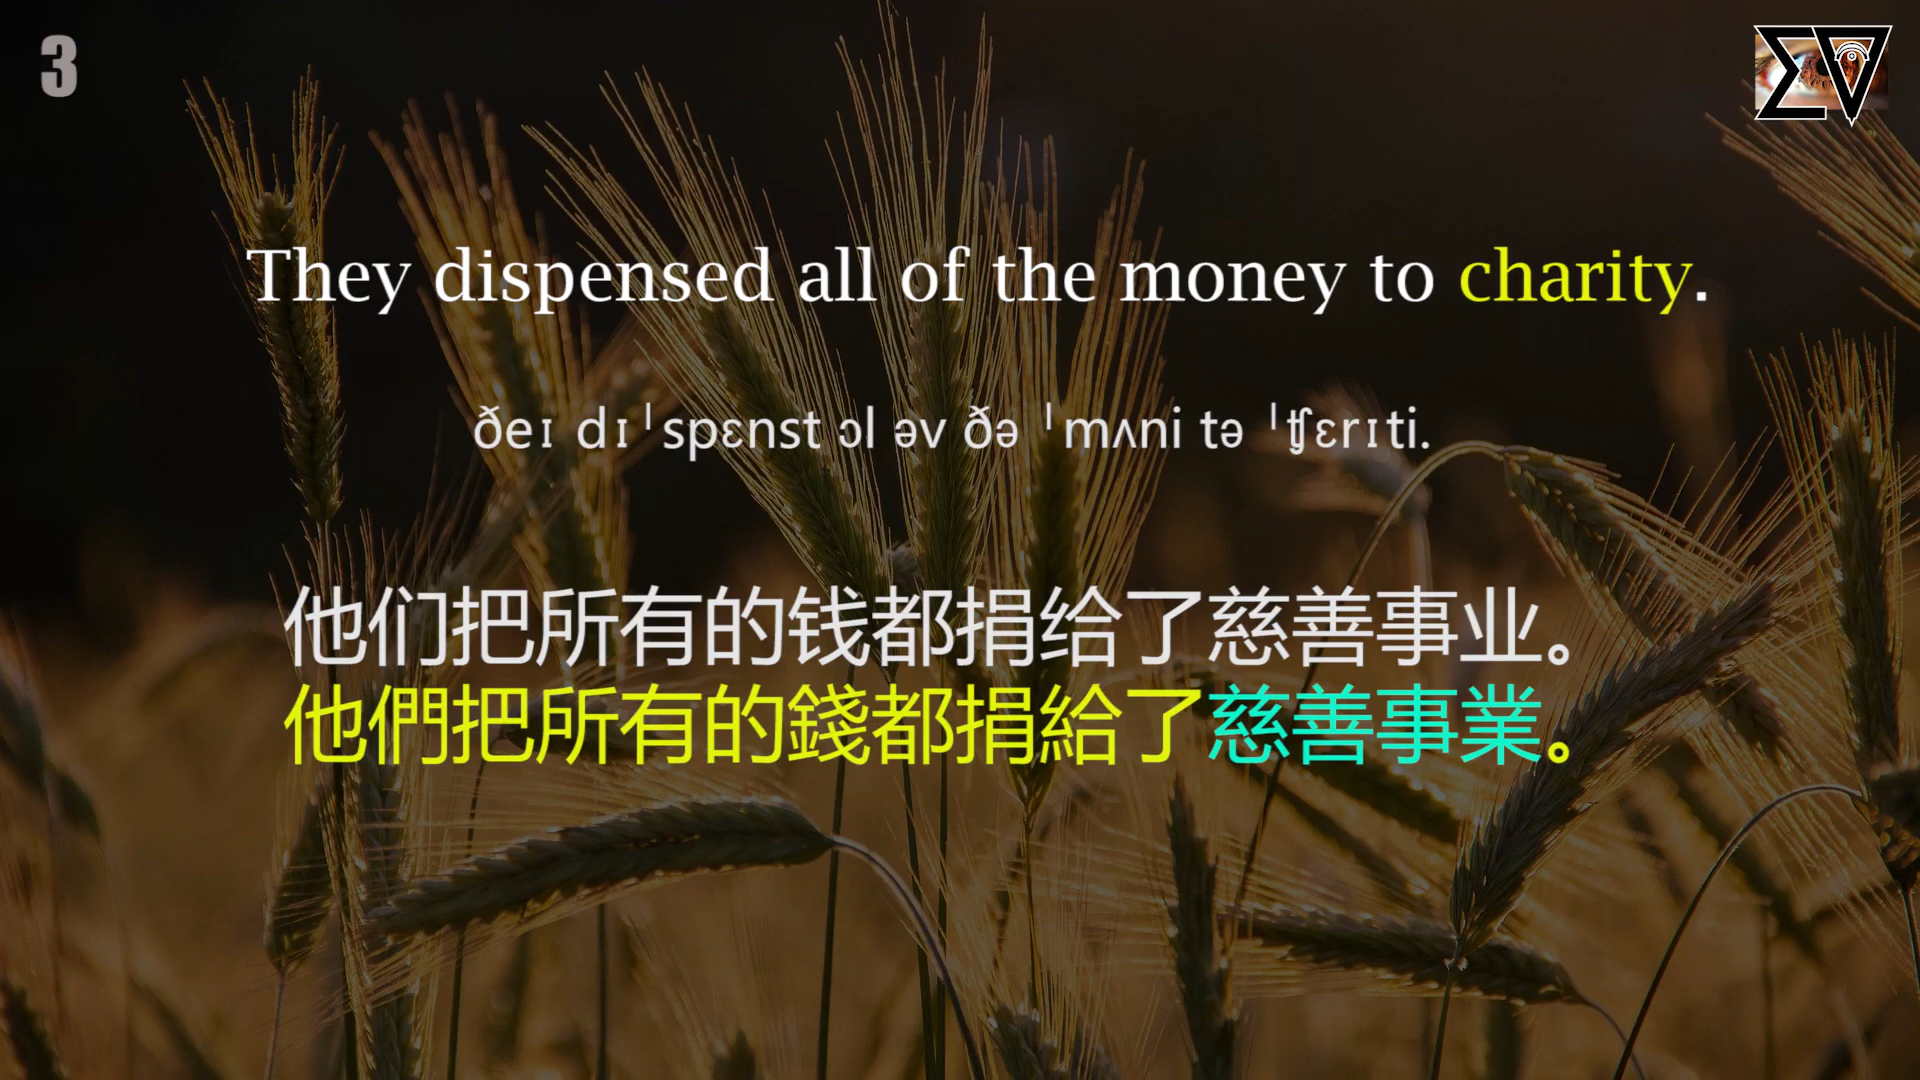 3
They dispensed all of the money to charity.
ðeɪ dɪˈspɛnst ɔl əv ðə ˈmʌni tə ˈʧɛrɪti.
他们把所有的钱都捐给了慈善事业。
他們把所有的錢都捐給了慈善事業。